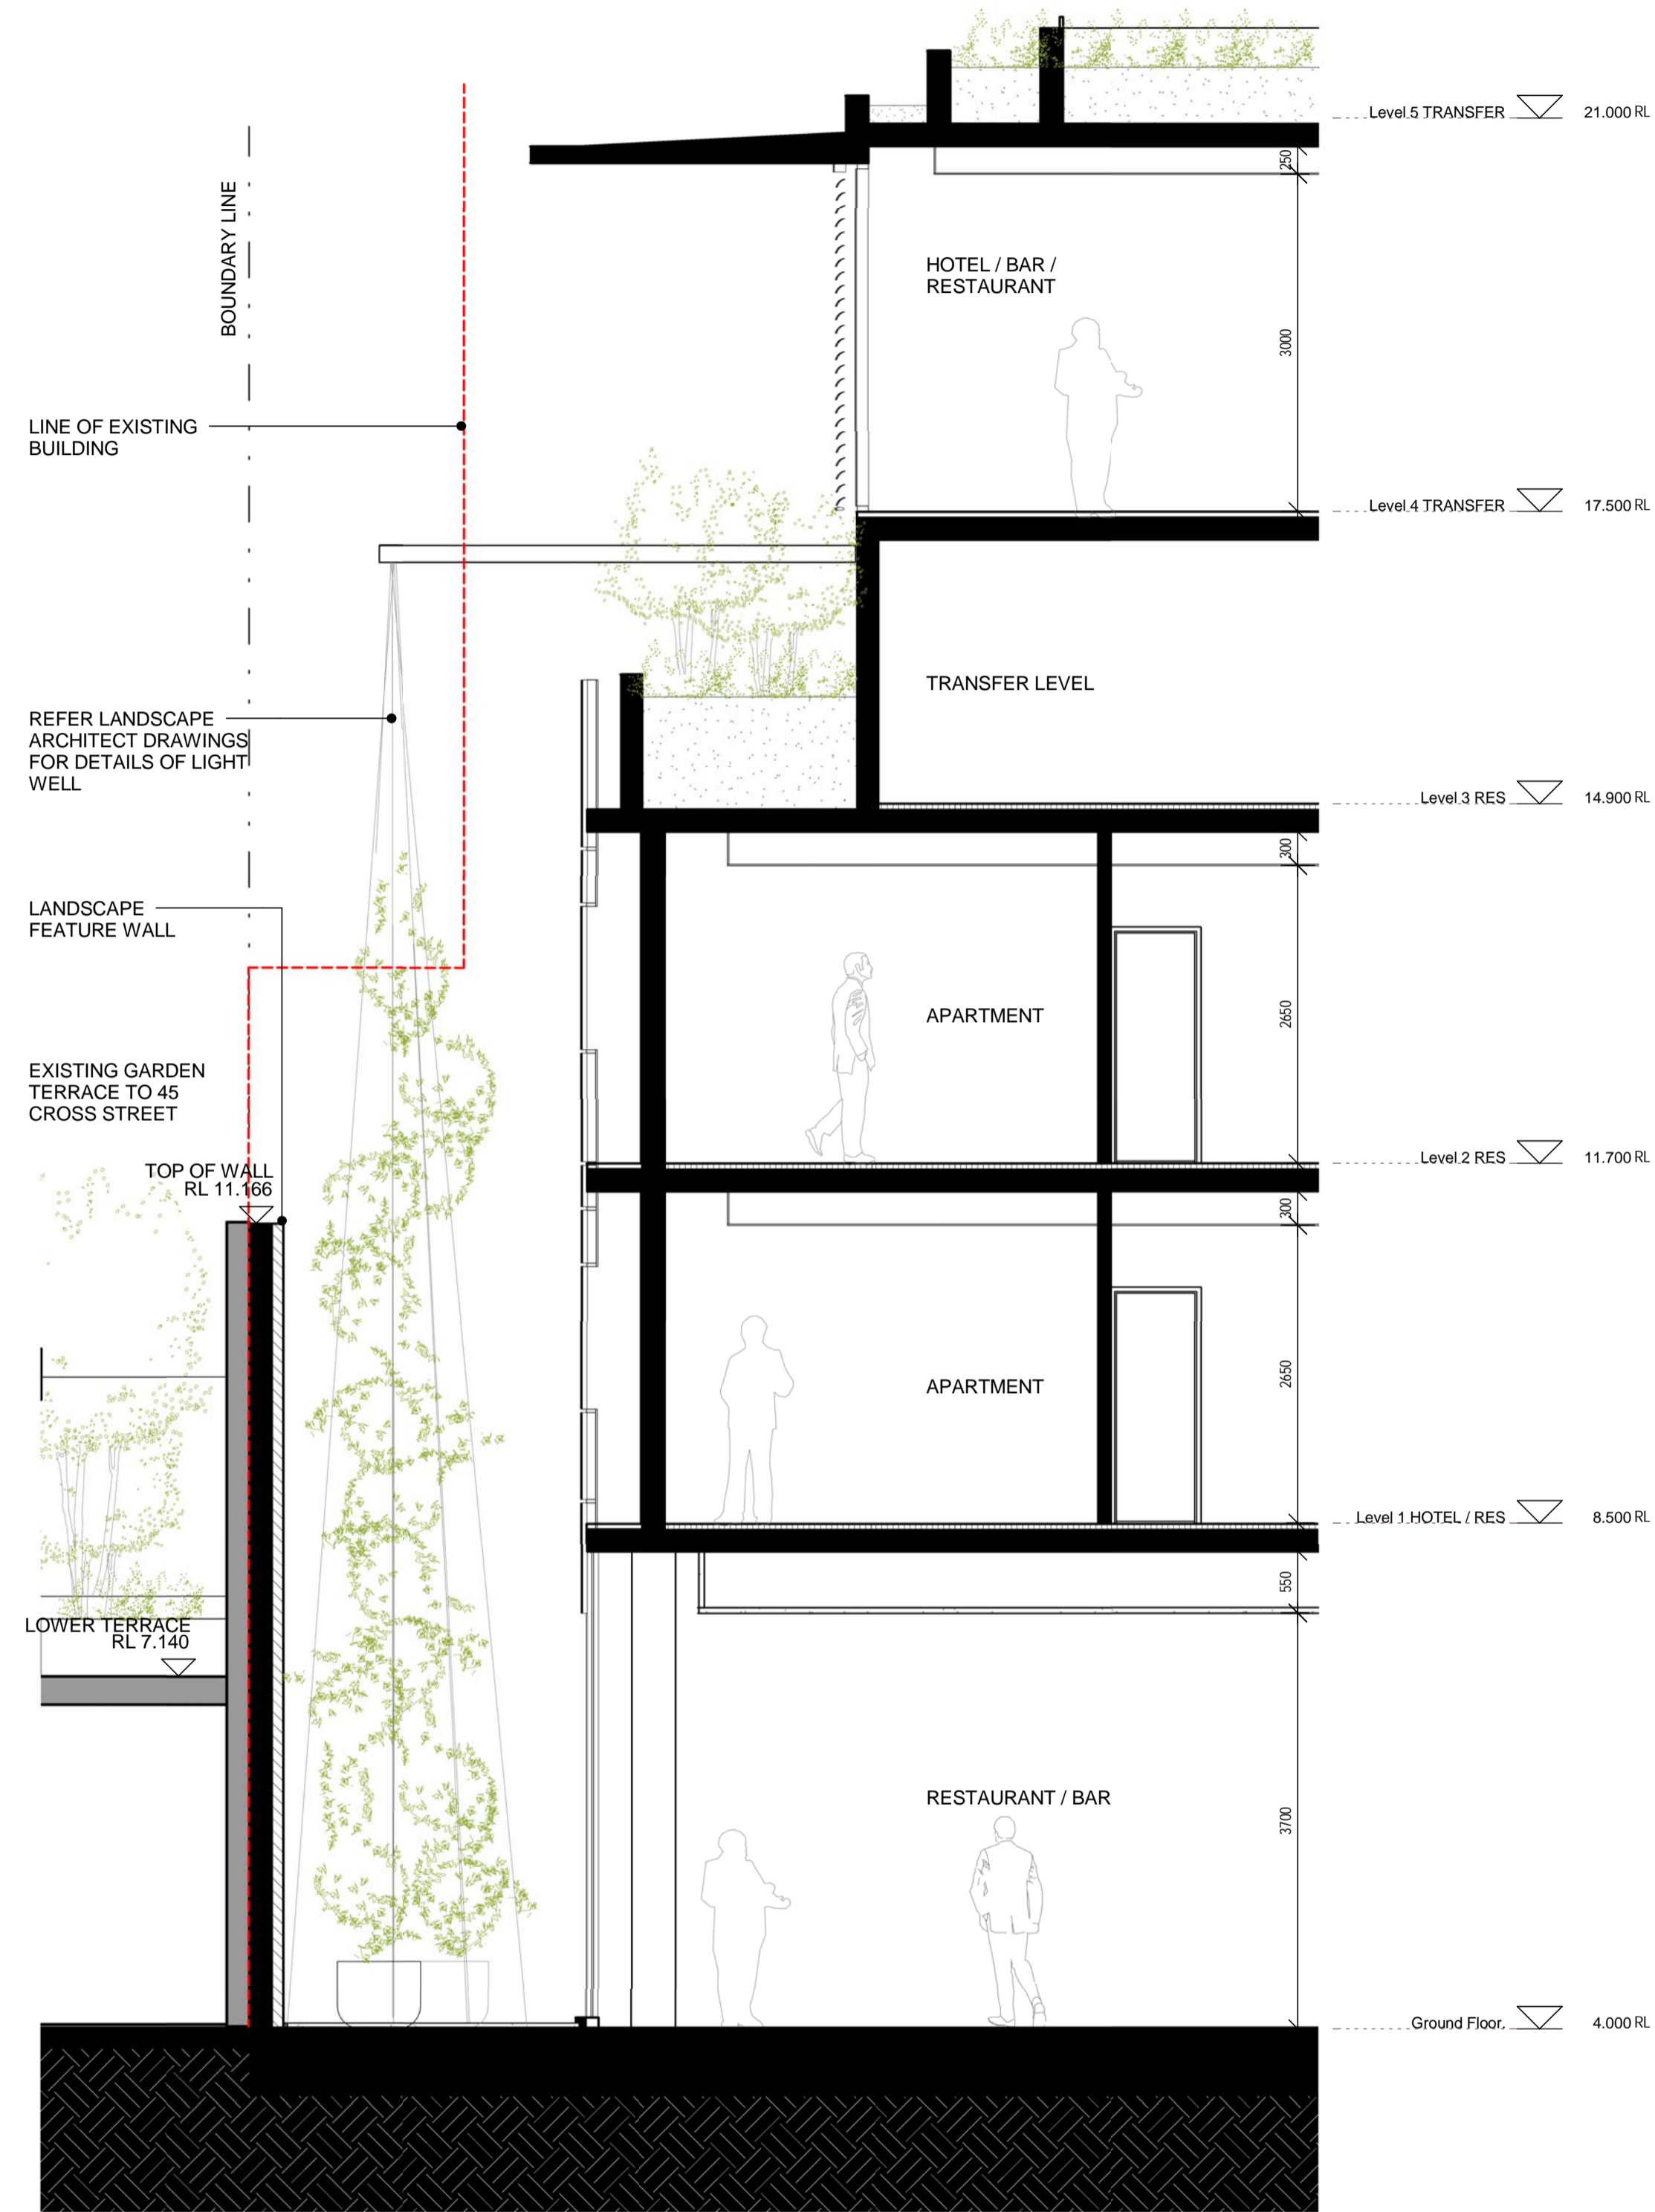 Level 5 TRANSFER 21.000 RL
250
BOUNDARY LINE
HOTEL / BAR /
RESTAURANT
3000
LINE OF EXISTING
BUILDING
Level 4 TRANSFER 17.500 RL
TRANSFER LEVEL
REFER LANDSCAPE
ARCHITECT DRAWINGS
FOR DETAILS OF LIGHT
WELL
Level 3 RES 14.900 RL
300
LANDSCAPE
FEATURE WALL
APARTMENT
2650
EXISTING GARDEN
TERRACE TO 45
CROSS STREET
Level 2 RES 11.700 RL
TOP OF WALL
RL 11.166
300
APARTMENT
2650
Level 1 HOTEL / RES 8.500 RL
550
LOWER TERRACE
RL 7.140
RESTAURANT / BAR
3700
Ground Floor 4.000 RL